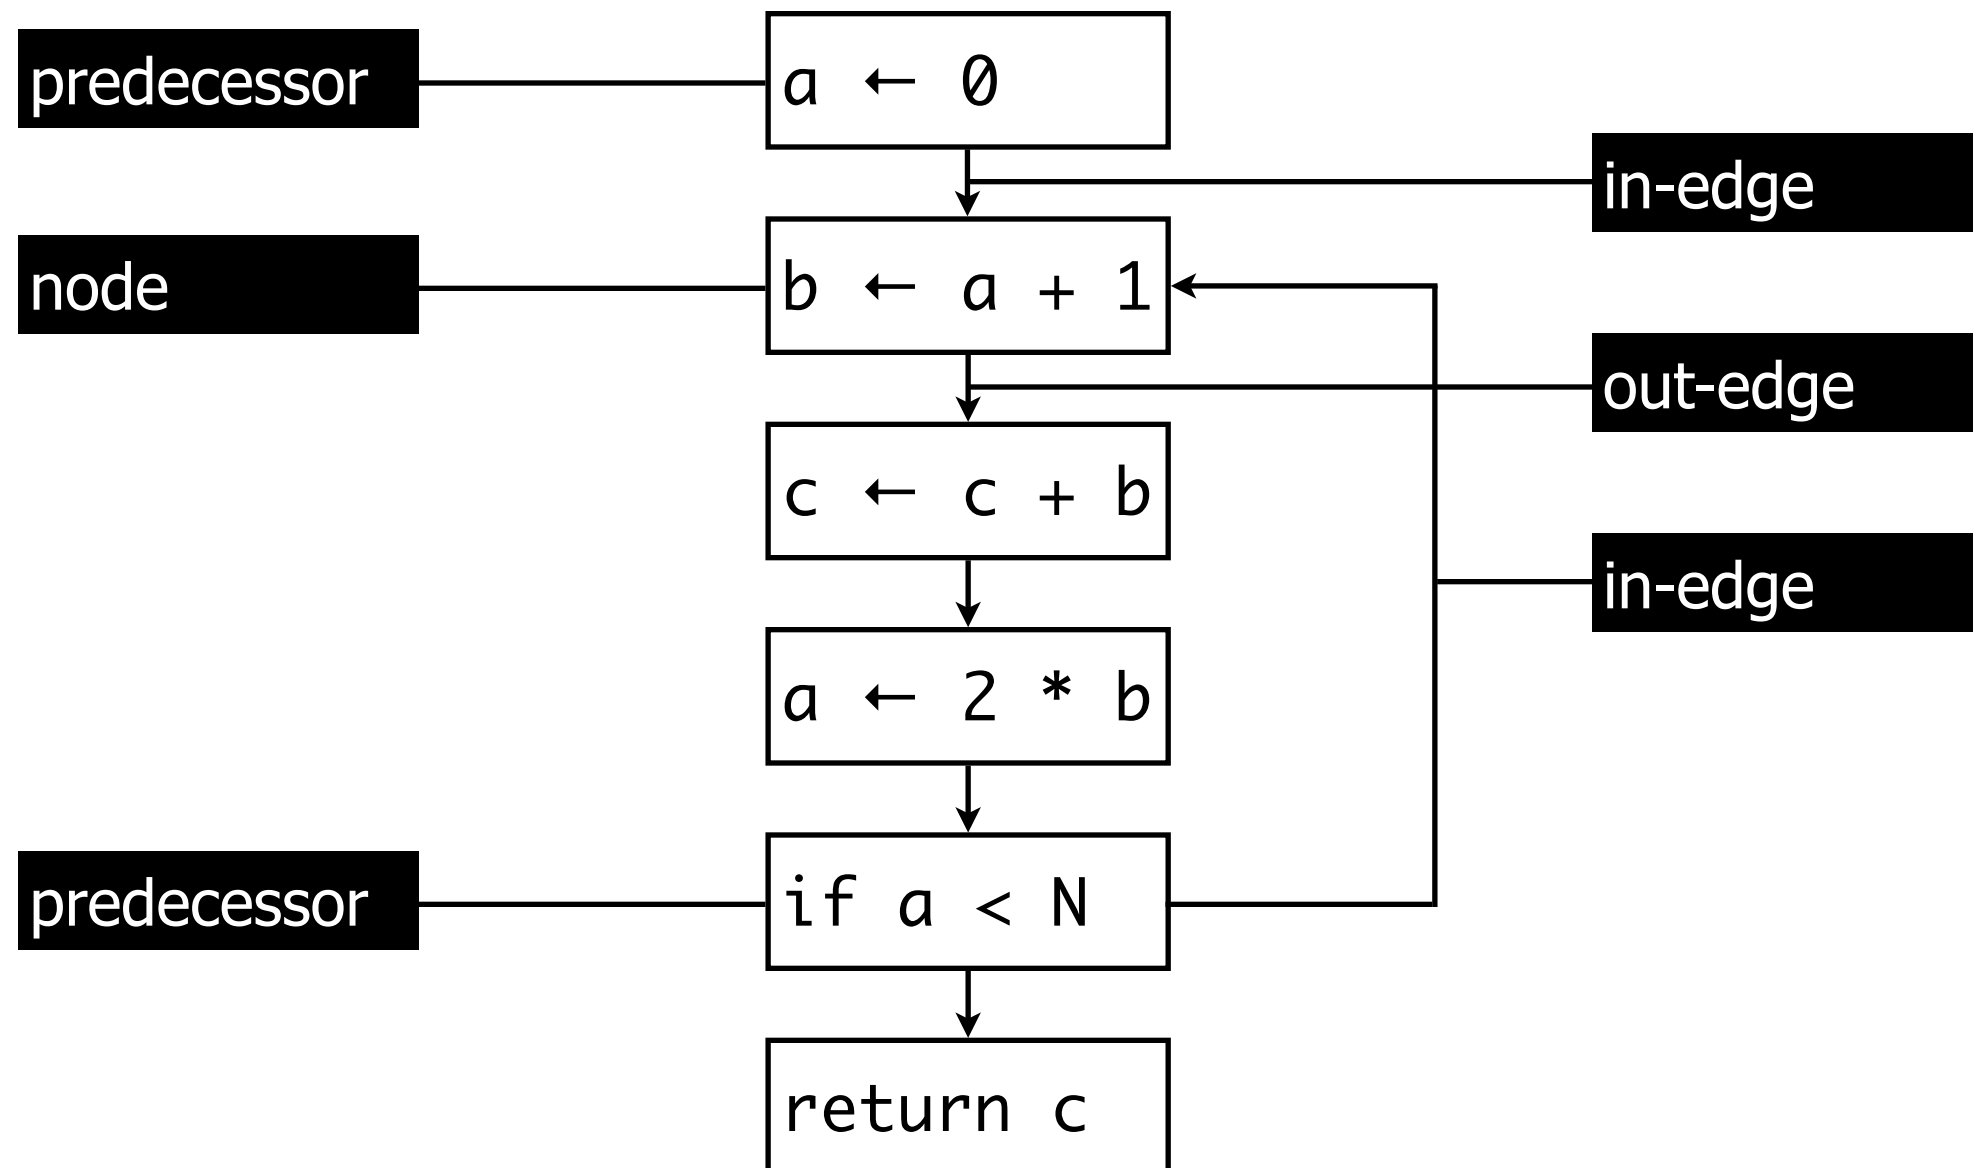 predecessor
a ← 0
in-edge
node
b ← a + 1
out-edge
c ← c + b
in-edge
a ← 2 * b
predecessor
if a < N
return c